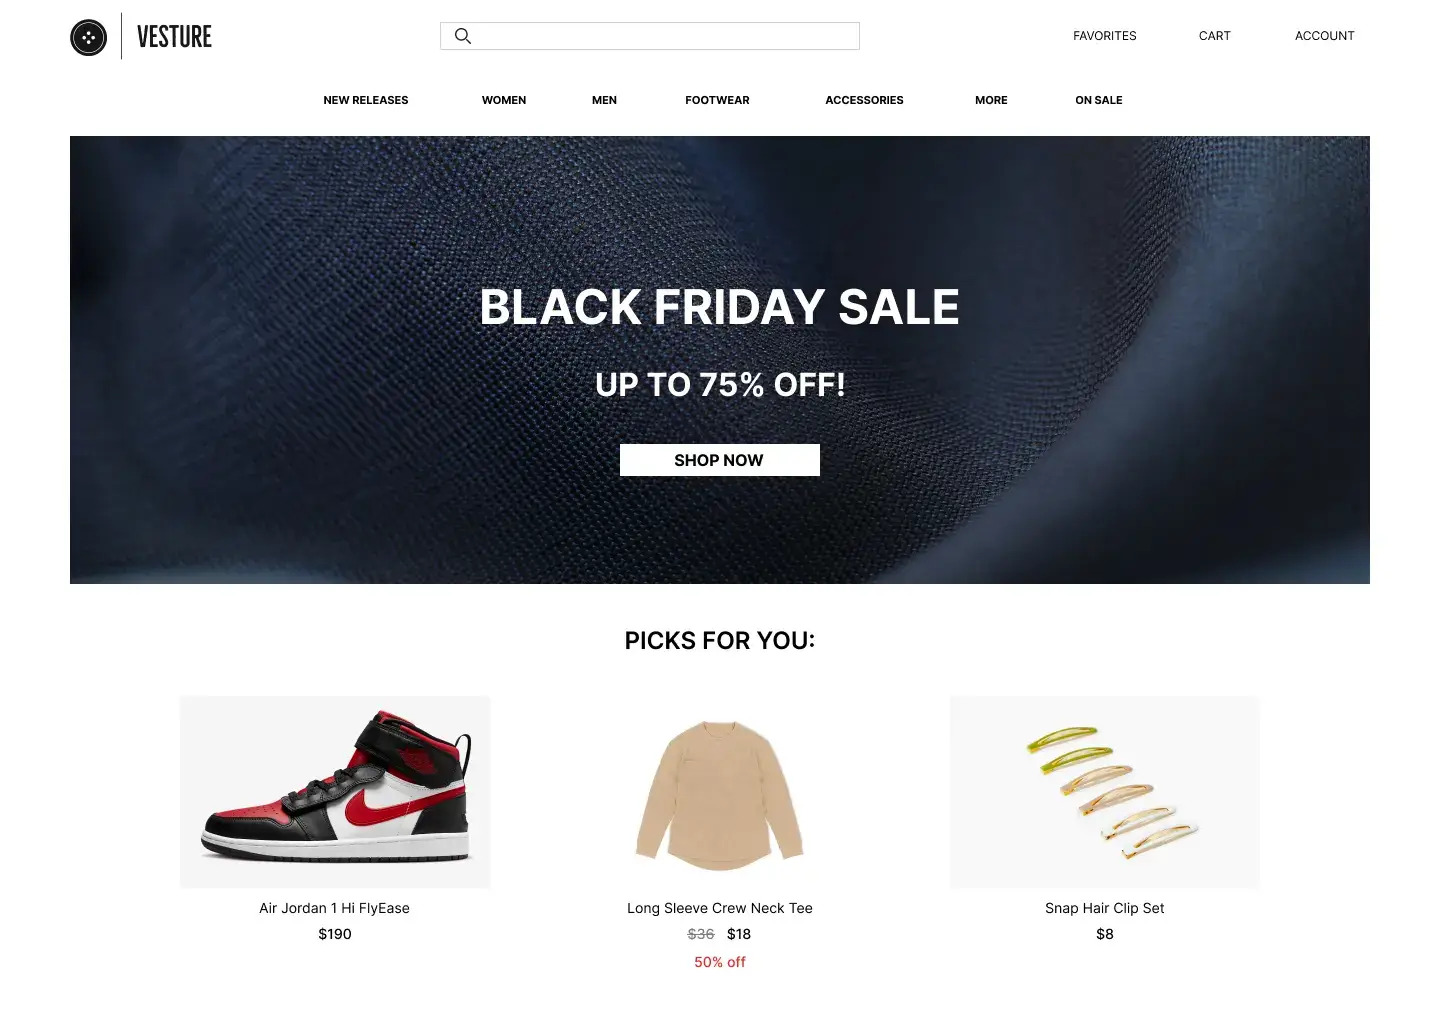 VESTURE
FAVORITES CART ACCOUNT
NEW RELEASES WOMEN MEN FOOTWEAR ACCESSORIES MORE ON SALE
BLACK FRIDAY SALE
UP TO 75% OFF!
SHOP NOW
PICKS FOR YOU:
Air Jordan 1 Hi FlyEase
$190
Long Sleeve Crew Neck Tee
$36 $18
50% off
Snap Hair Clip Set
$8